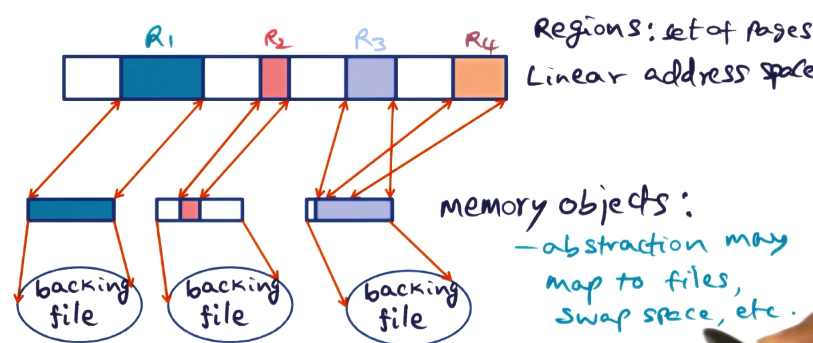 R1 R2 R3 R4
Regions: set of pages
Linear address space
memory objects:
- abstraction may
map to files,
swap space, etc.
backing
file
backing
file
backing
file